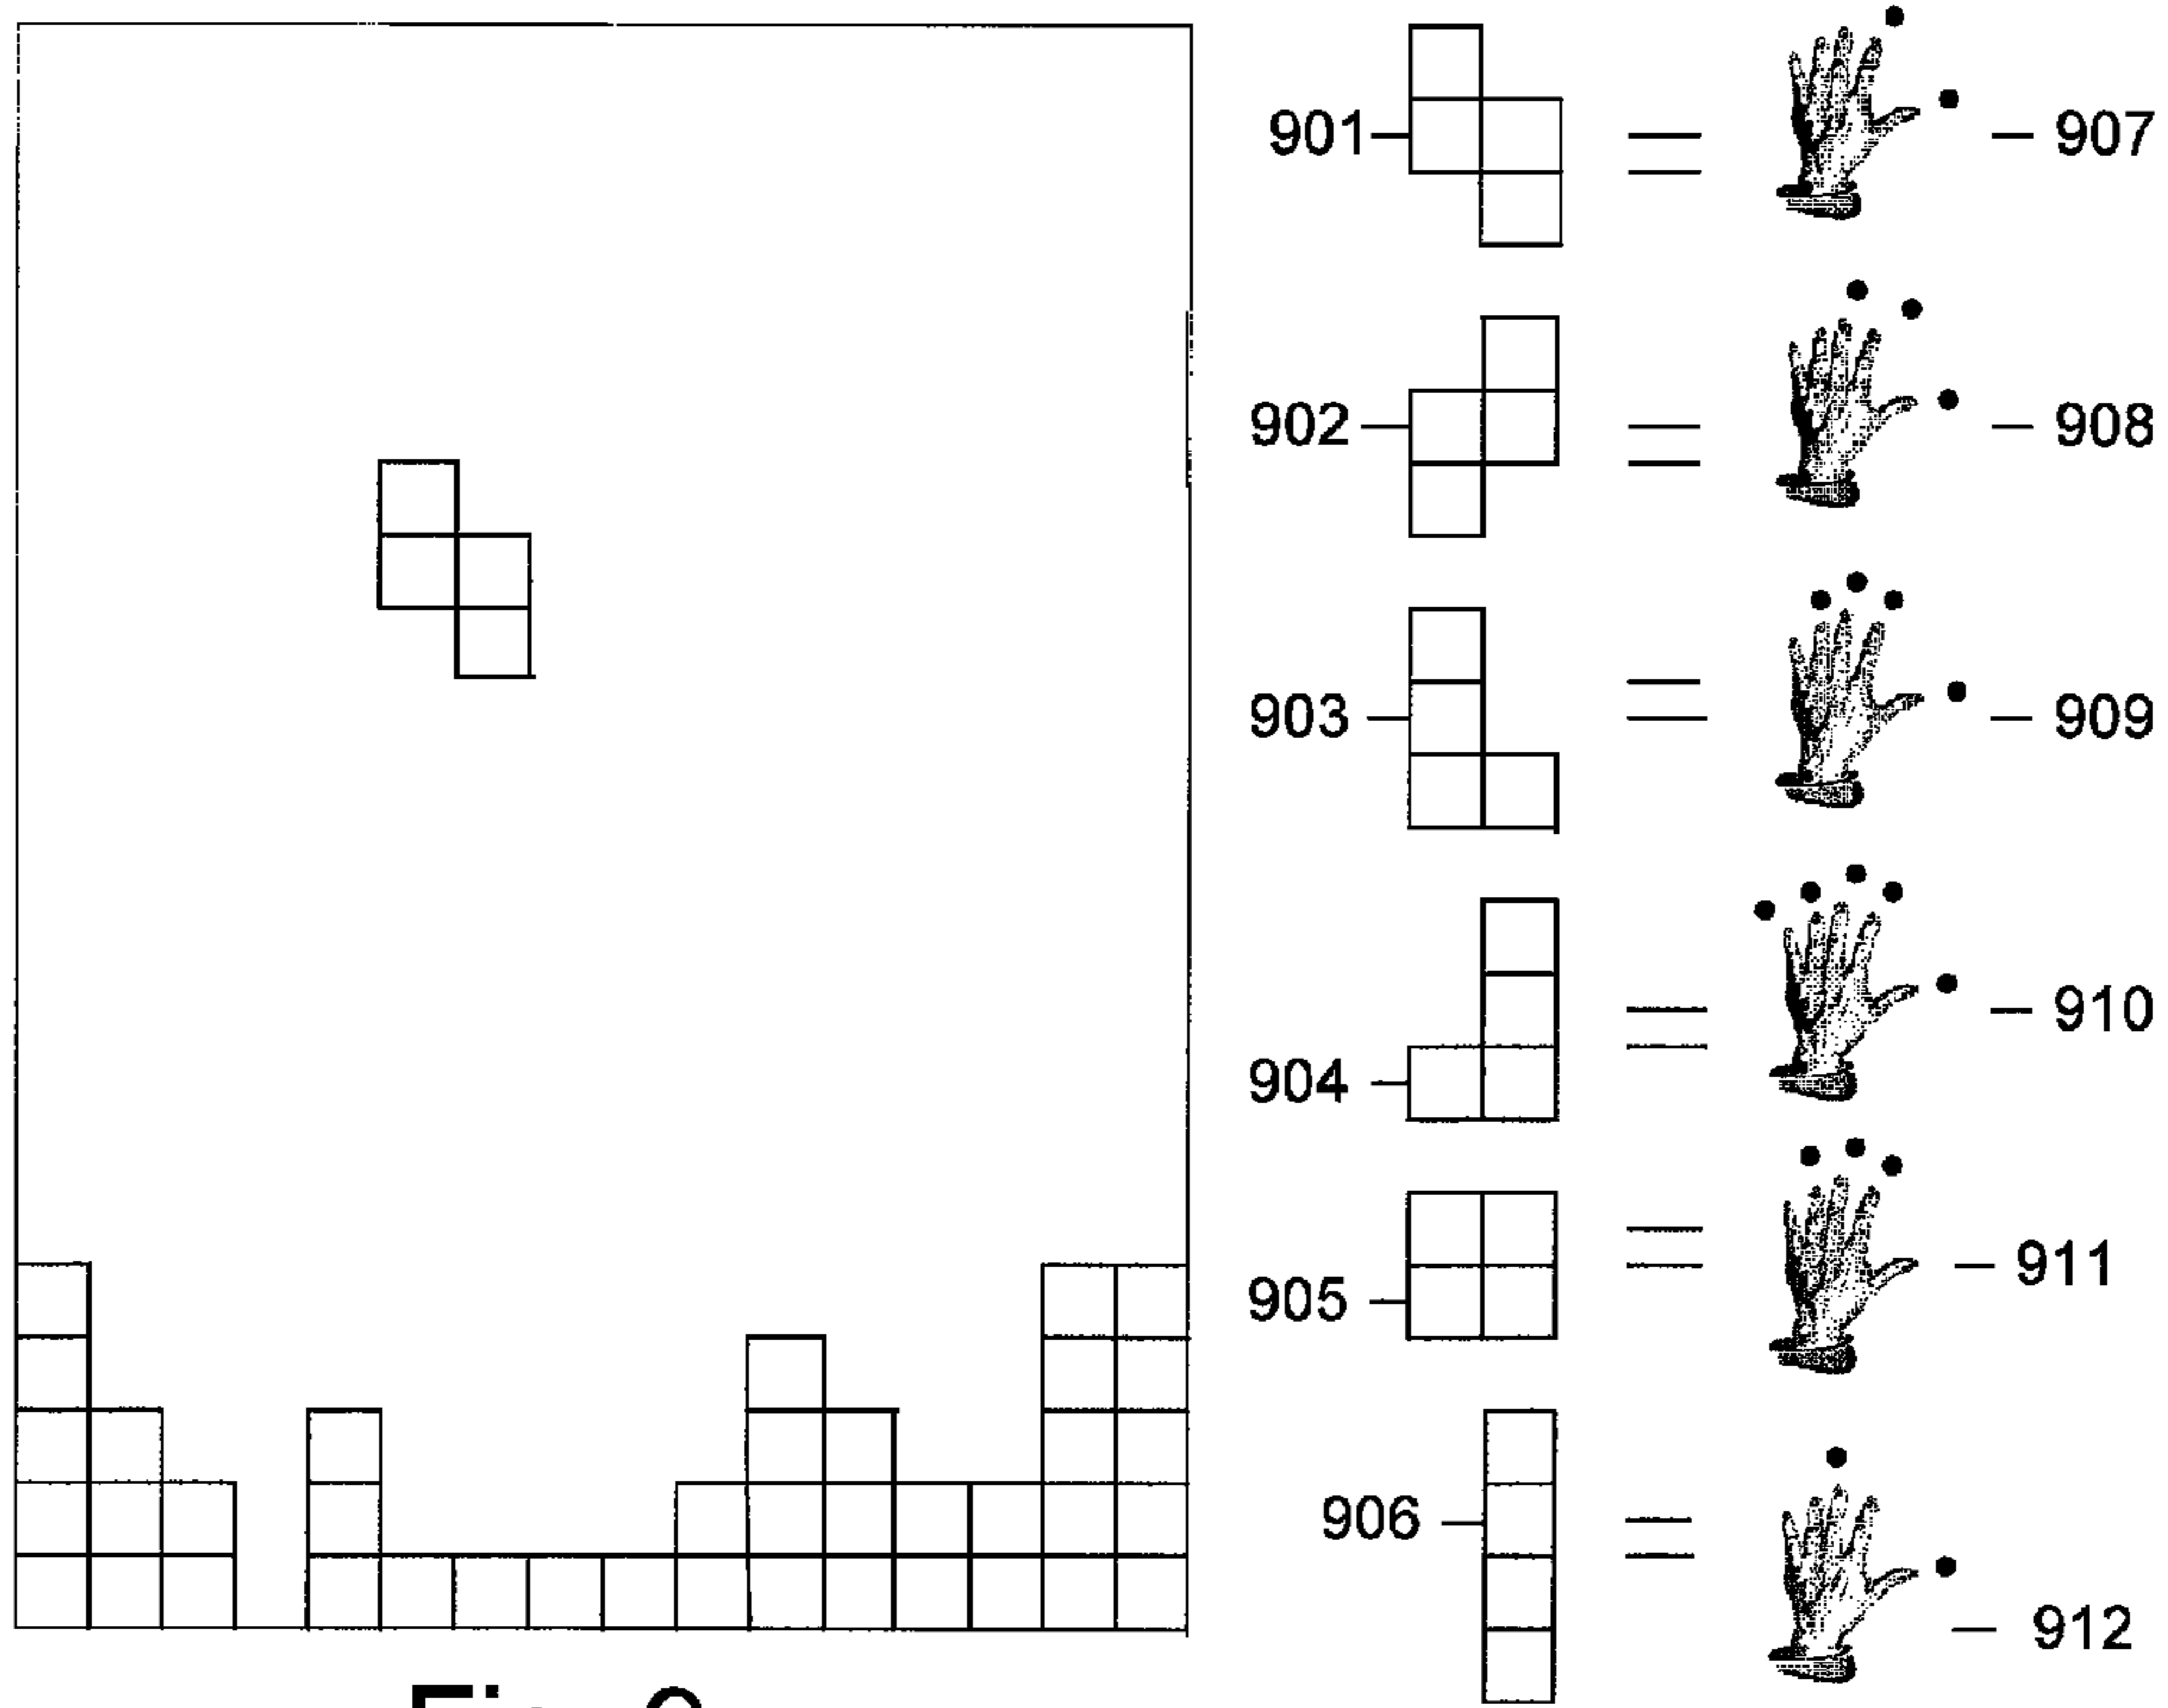 901 = — 907
902 = — 908
903 = — 909
904 = — 910
905 = — 911
906 = — 912